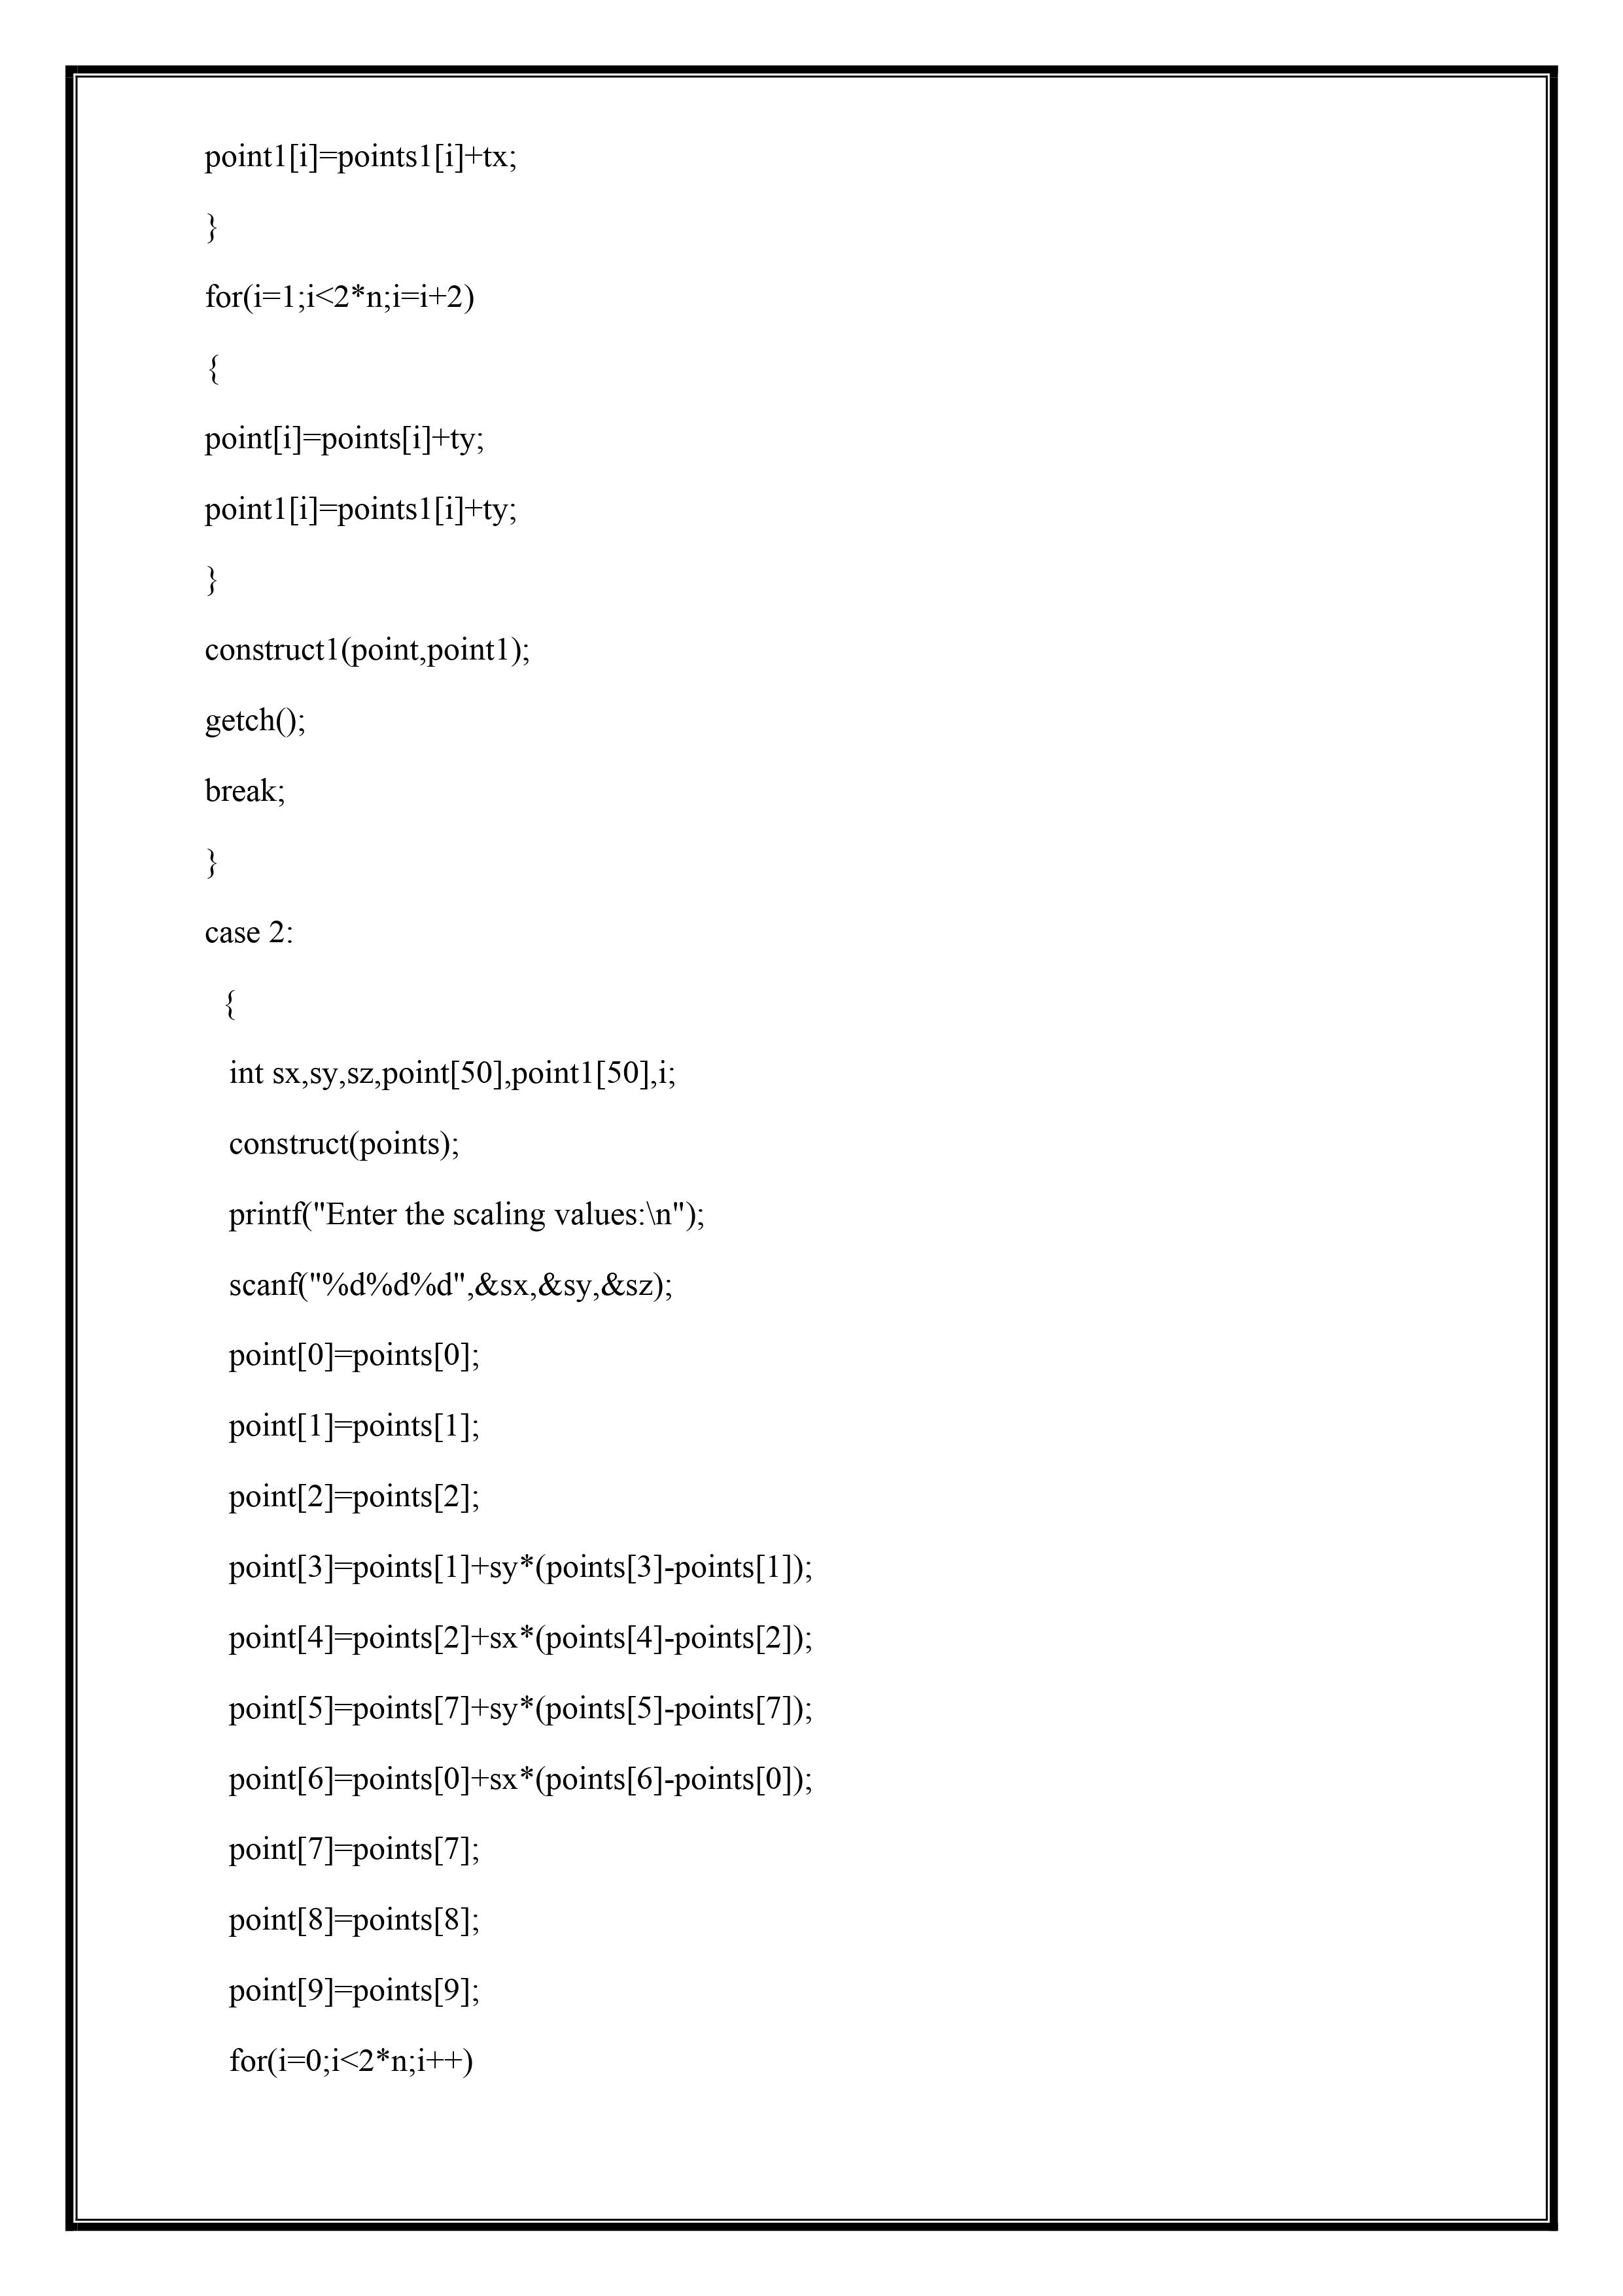 point1[i]=points1[i]+tx;
}
for(i=1;i<2*n;i=i+2)
{
point[i]=points[i]+ty;
point1[i]=points1[i]+ty;
}
construct1(point,point1);
getch();
break;
}
case 2:
{
int sx,sy,sz,point[50],point1[50],i;
construct(points);
printf("Enter the scaling values:\n");
scanf("%d%d%d",&sx,&sy,&sz);
point[0]=points[0];
point[1]=points[1];
point[2]=points[2];
point[3]=points[1]+sy*(points[3]-points[1]);
point[4]=points[2]+sx*(points[4]-points[2]);
point[5]=points[7]+sy*(points[5]-points[7]);
point[6]=points[0]+sx*(points[6]-points[0]);
point[7]=points[7];
point[8]=points[8];
point[9]=points[9];
for(i=0;i<2*n;i++)